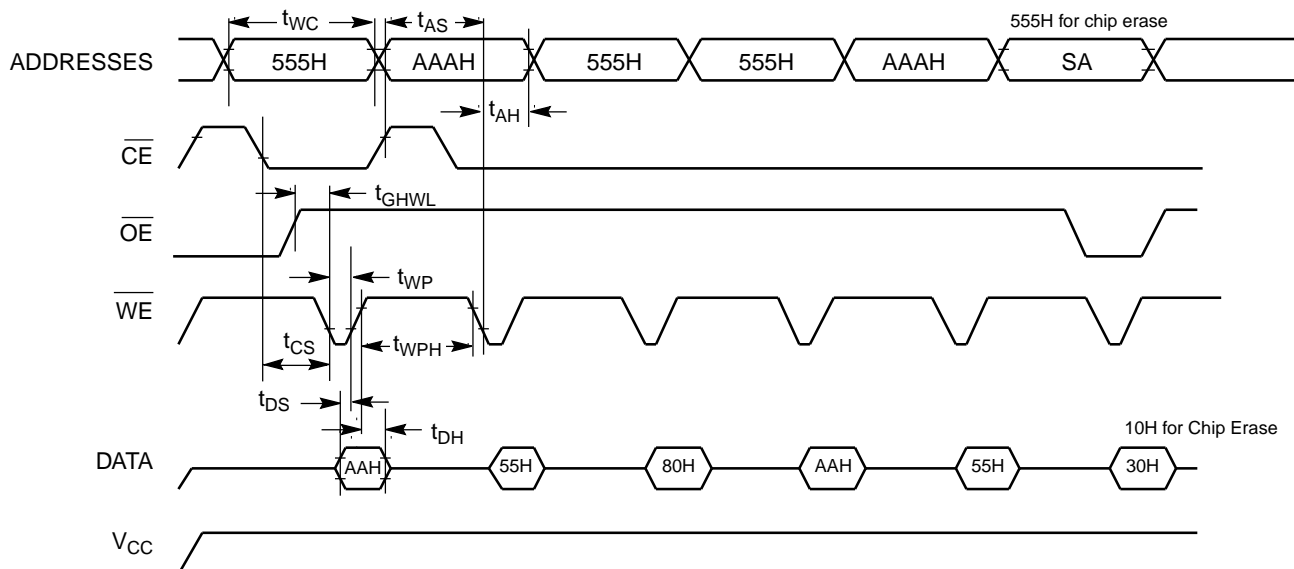 555H for chip erase
tWC
tAS
ADDRESSES
555H
AAAH
555H
555H
AAAH
SA
tAH
CE
tGHWL
OE
tWP
WE
tCS
tWPH
tDS
tDH
10H for Chip Erase
DATA
AAH
55H
80H
AAH
55H
30H
VCC